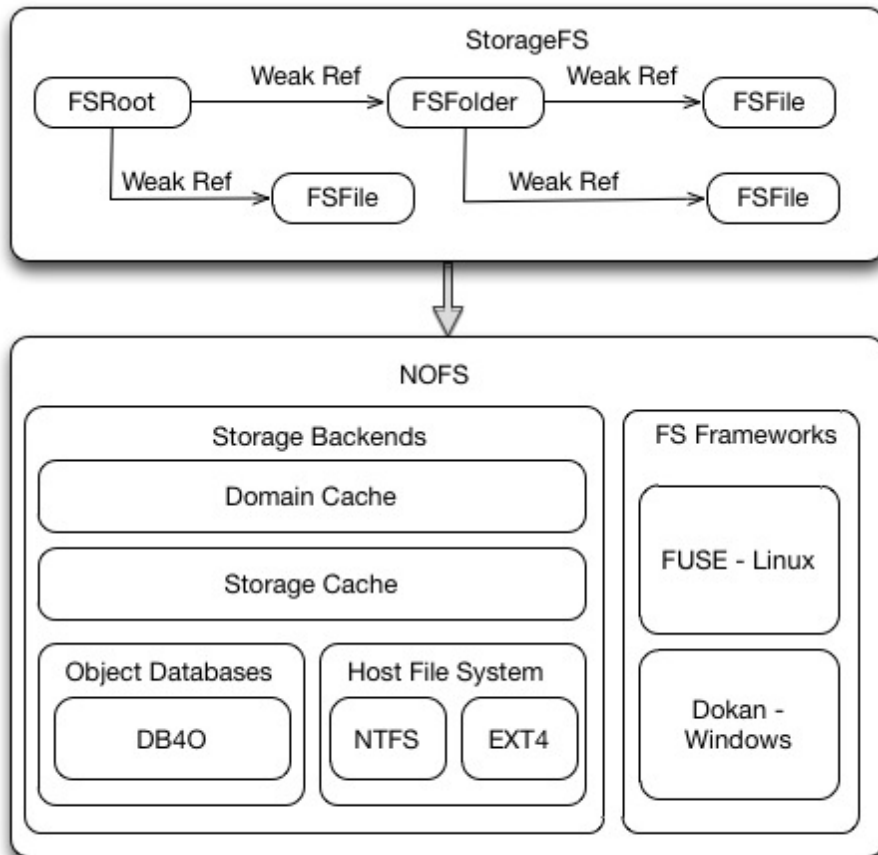 StorageFS
Weak Ref
Weak Ref
FSRoot
FSFolder
FSFile
Weak Ref
FSFile
Weak Ref
FSFile
NOFS
Storage Backends
FS Frameworks
Domain Cache
Storage Cache
FUSE - Linux
Object Databases
Host File System
DB4O
NTFS
EXT4
Dokan -
Windows